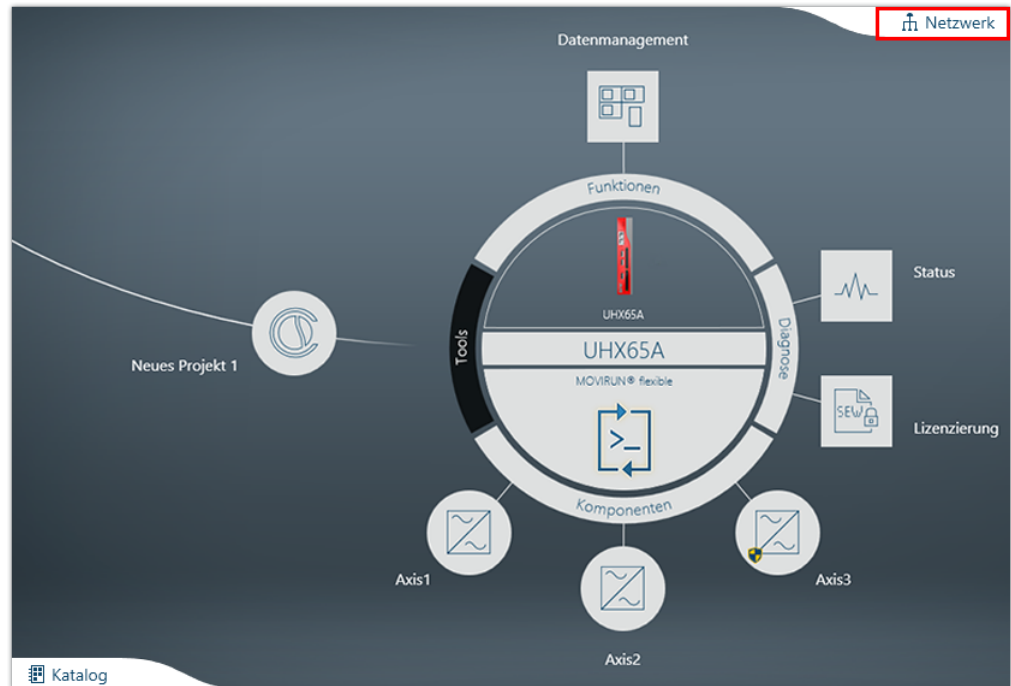 Netzwerk
Datenmanagement
Funktionen
UHX65A
Tools
Diagnose
Status
UHX65A
MOVIRUN® flexible
Neues Projekt 1
SEW
Lizenzierung
>_
Komponenten
Axis1
Axis2
Axis3
Katalog